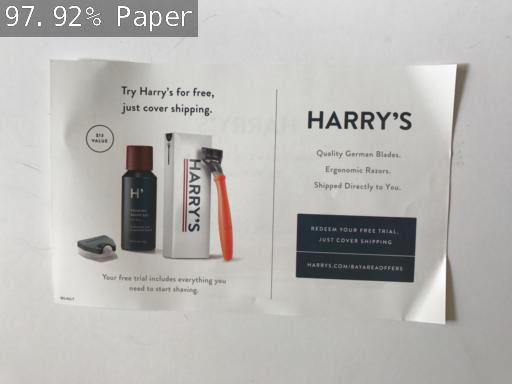 97.92% Paper
Try Harry's for free,
just cover shipping.
$15
VALUE
H'
HARRY'S
Your free trial includes everything you
need to start shaving.
HARRY'S
Quality German Blades.
Ergonomic Razors.
Shipped Directly to You.
REDEEM YOUR FREE TRIAL,
JUST COVER SHIPPING
HARRYS.COM/BAYAREAOFFERS